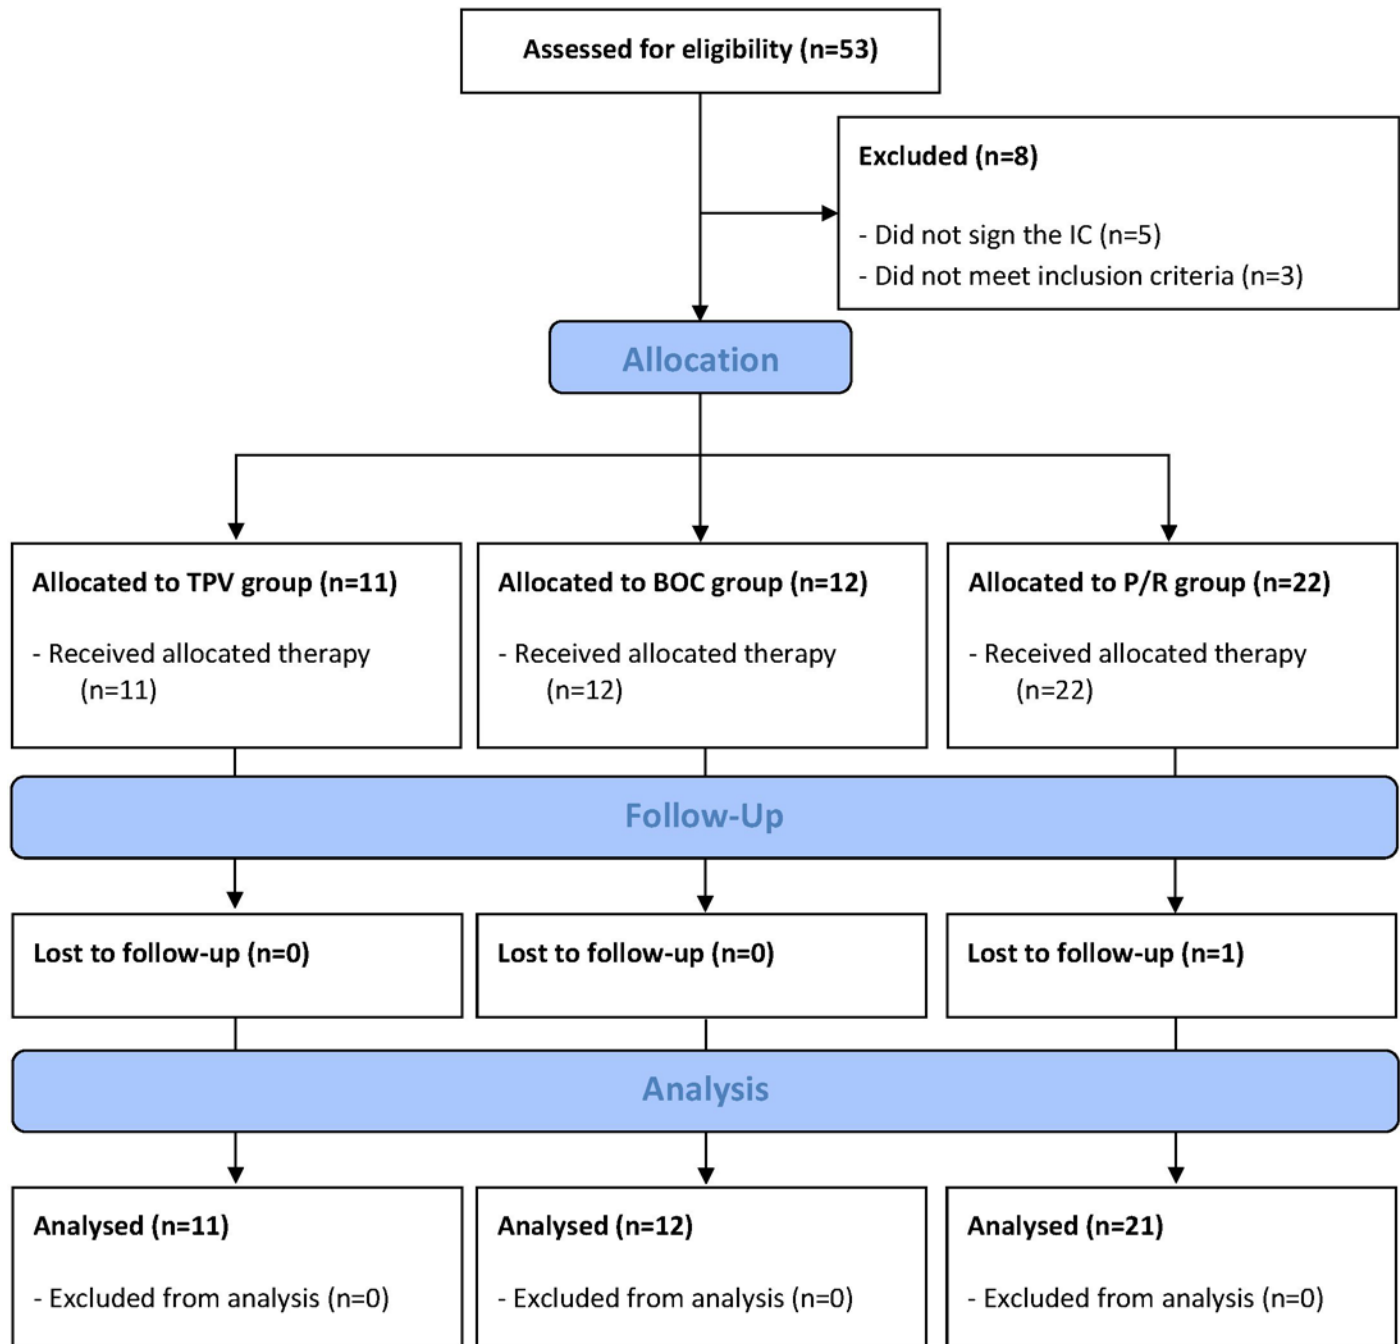 Assessed for eligibility (n=53)
Excluded (n=8)
- Did not sign the IC (n=5)
- Did not meet inclusion criteria (n=3)
Allocation
Allocated to TPV group (n=11)
- Received allocated therapy
(n=11)
Allocated to BOC group (n=12)
- Received allocated therapy
(n=12)
Allocated to P/R group (n=22)
- Received allocated therapy
(n=22)
Follow-Up
Lost to follow-up (n=0)
Lost to follow-up (n=0)
Lost to follow-up (n=1)
Analysis
Analysed (n=11)
- Excluded from analysis (n=0)
Analysed (n=12)
- Excluded from analysis (n=0)
Analysed (n=21)
- Excluded from analysis (n=0)